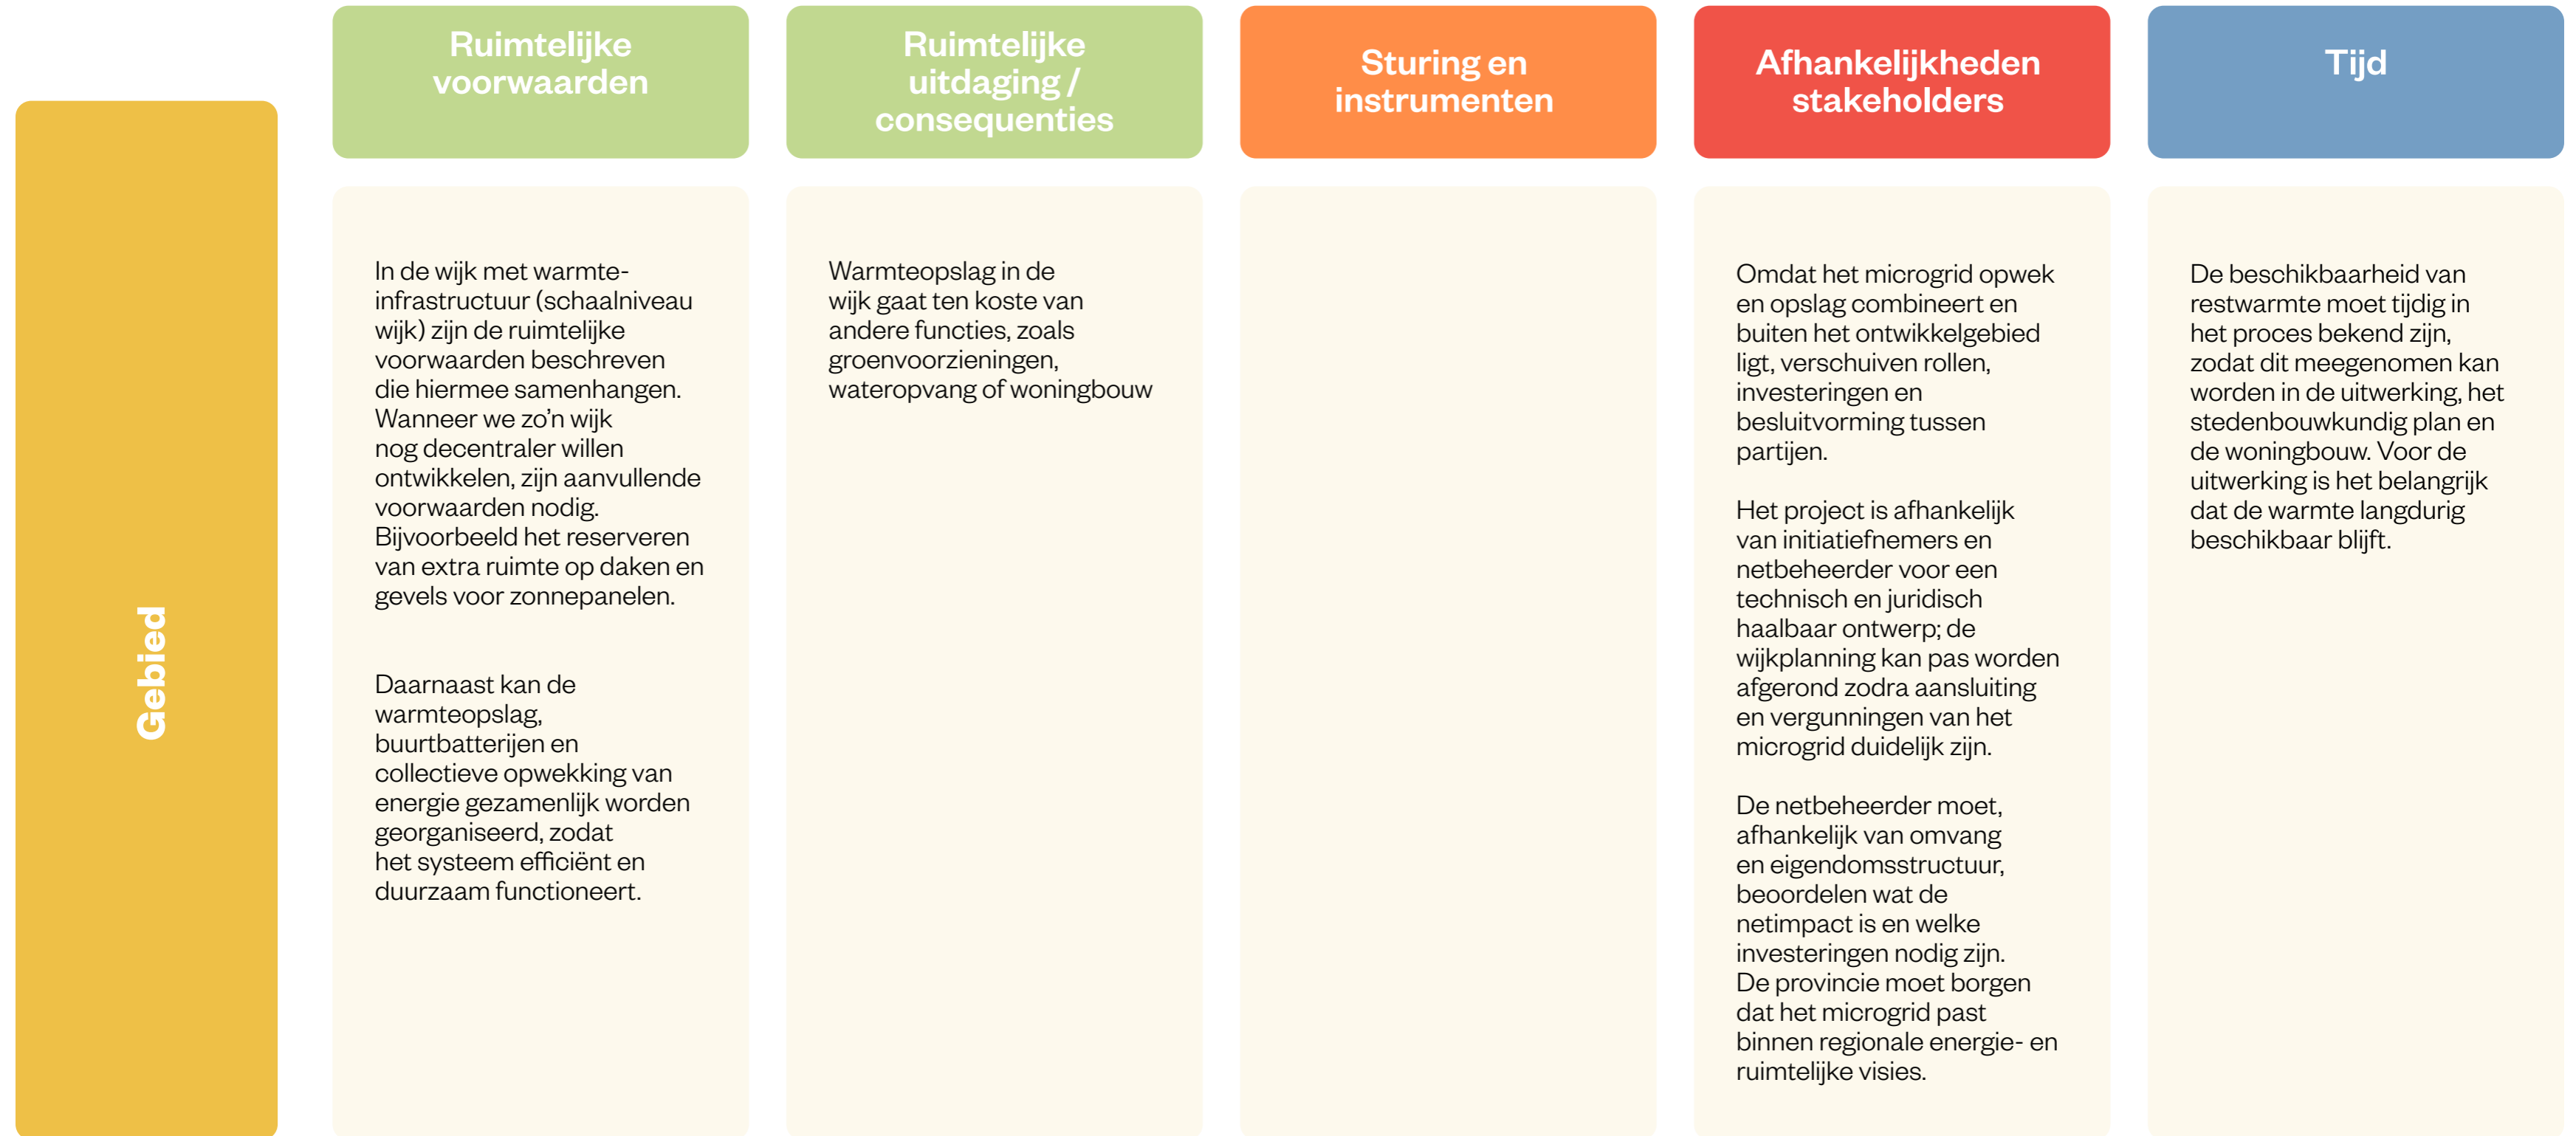 Ruimtelijke
voorwaarden
Ruimtelijke
uitdaging /
consequenties
Sturing en
instrumenten
Afhankelijkheden
stakeholders
Tijd
Gebied
In de wijk met warmte-
infrastructuur (schaalniveau
wijk) zijn de ruimtelijke
voorwaarden beschreven
die hiermee samenhangen.
Wanneer we zo’n wijk
nog decentraler willen
ontwikkelen, zijn aanvullende
voorwaarden nodig.
Bijvoorbeeld het reserveren
van extra ruimte op daken en
gevels voor zonnepanelen.
Daarnaast kan de
warmteopslag,
buurtbatterijen en
collectieve opwekking van
energie gezamenlijk worden
georganiseerd, zodat
het systeem efficiënt en
duurzaam functioneert.
Warmteopslag in de
wijk gaat ten koste van
andere functies, zoals
groenvoorzieningen,
wateropvang of woningbouw
Omdat het microgrid opwek
en opslag combineert en
buiten het ontwikkelgebied
ligt, verschuiven rollen,
investeringen en
besluitvorming tussen
partijen.
Het project is afhankelijk
van initiatiefnemers en
netbeheerder voor een
technisch en juridisch
haalbaar ontwerp; de
wijkplanning kan pas worden
afgerond zodra aansluiting
en vergunningen van het
microgrid duidelijk zijn.
De netbeheerder moet,
afhankelijk van omvang
en eigendomsstructuur,
beoordelen wat de
netimpact is en welke
investeringen nodig zijn.
De provincie moet borgen
dat het microgrid past
binnen regionale energie- en
ruimtelijke visies.
De beschikbaarheid van
restwarmte moet tijdig in
het proces bekend zijn,
zodat dit meegenomen kan
worden in de uitwerking, het
stedenbouwkundig plan en
de woningbouw. Voor de
uitwerking is het belangrijk
dat de warmte langdurig
beschikbaar blijft.